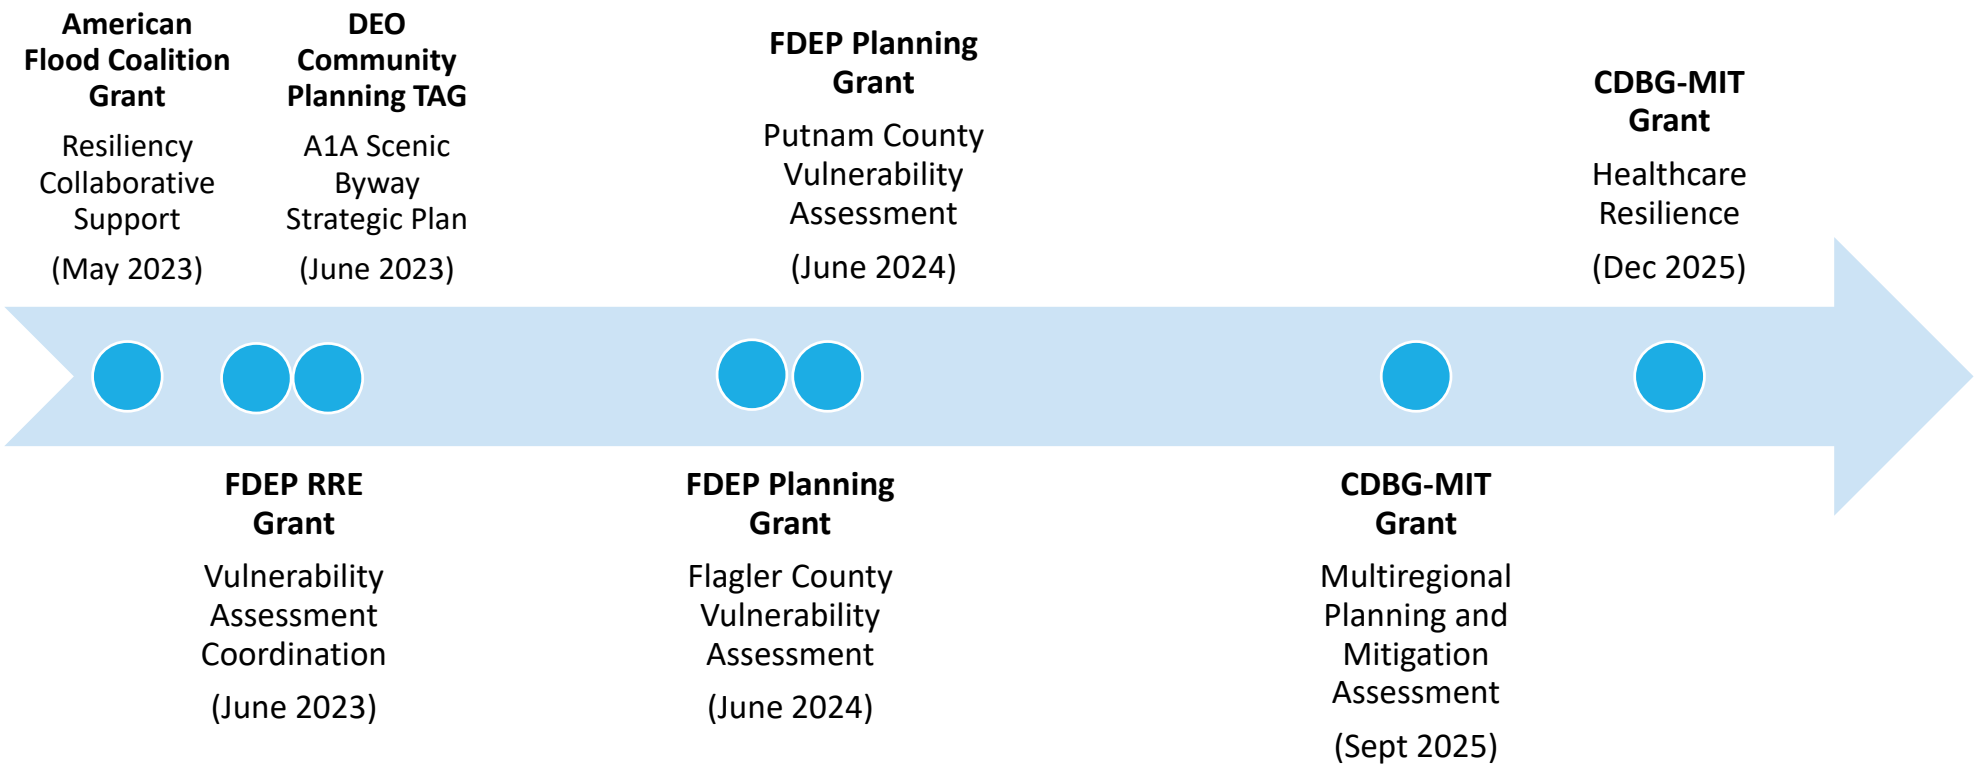 American
Flood Coalition
Grant
Resiliency
Collaborative
Support
(May 2023)
DEO
Community
Planning TAG
A1A Scenic
Byway
Strategic Plan
(June 2023)
FDEP Planning
Grant
Putnam County
Vulnerability
Assessment
(June 2024)
CDBG-MIT
Grant
Healthcare
Resilience
(Dec 2025)
FDEP RRE
Grant
Vulnerability
Assessment
Coordination
(June 2023)
FDEP Planning
Grant
Flagler County
Vulnerability
Assessment
(June 2024)
CDBG-MIT
Grant
Multiregional
Planning and
Mitigation
Assessment
(Sept 2025)